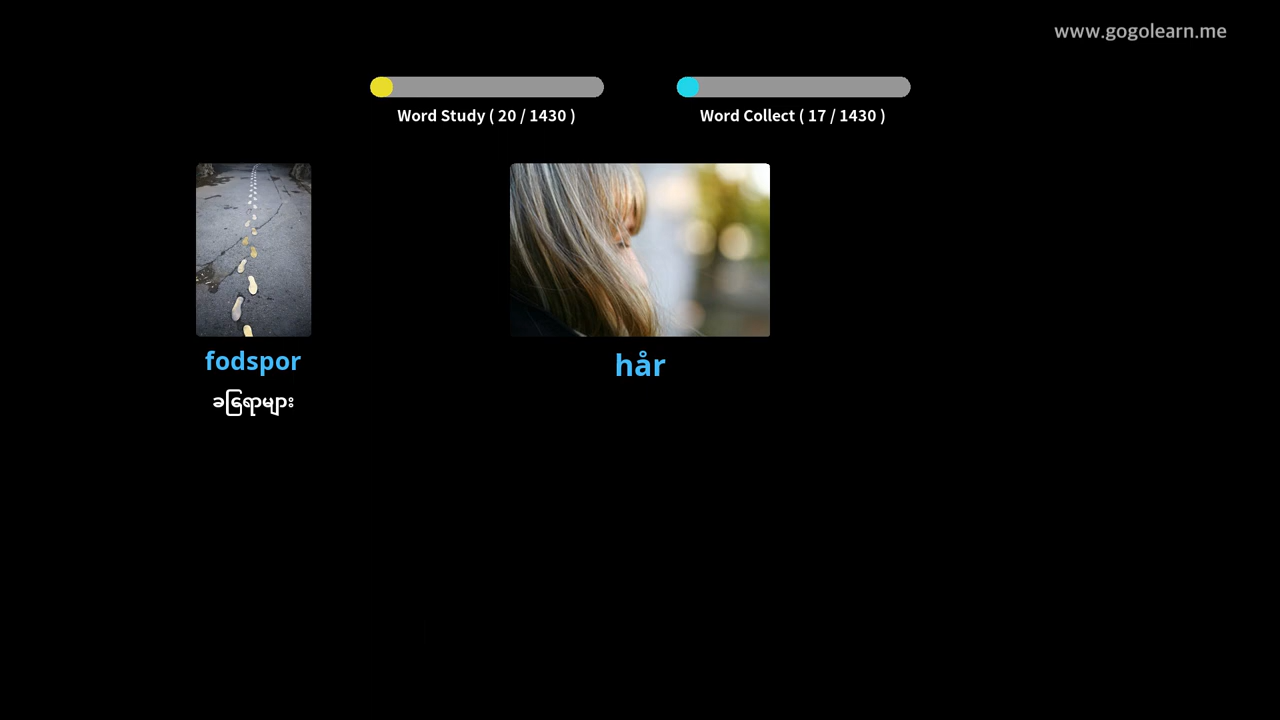 www.gogolearn.me
Word Study ( 20 / 1430 )
Word Collect ( 17 / 1430 )
fodspor
ခြေရာများ
hår